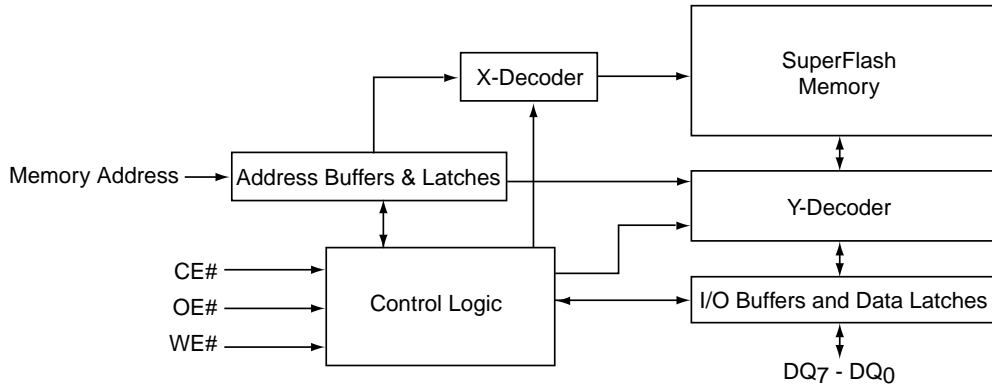 SuperFlash
Memory
X-Decoder
Memory Address
Address Buffers & Latches
Y-Decoder
CE#
OE#
WE#
Control Logic
I/O Buffers and Data Latches
DQ7 - DQ0